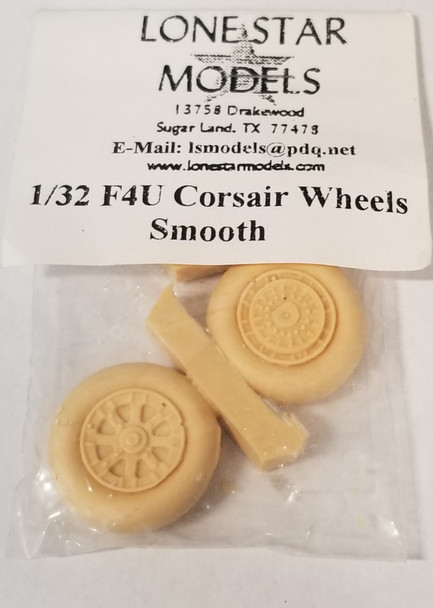 LONE STAR
MODELS
13758 Drakewood
Sugar Land, TX 77478
E-Mail: lsmodels@pdq.net
www.lonestarmodels.com
1/32 F4U Corsair Wheels
Smooth